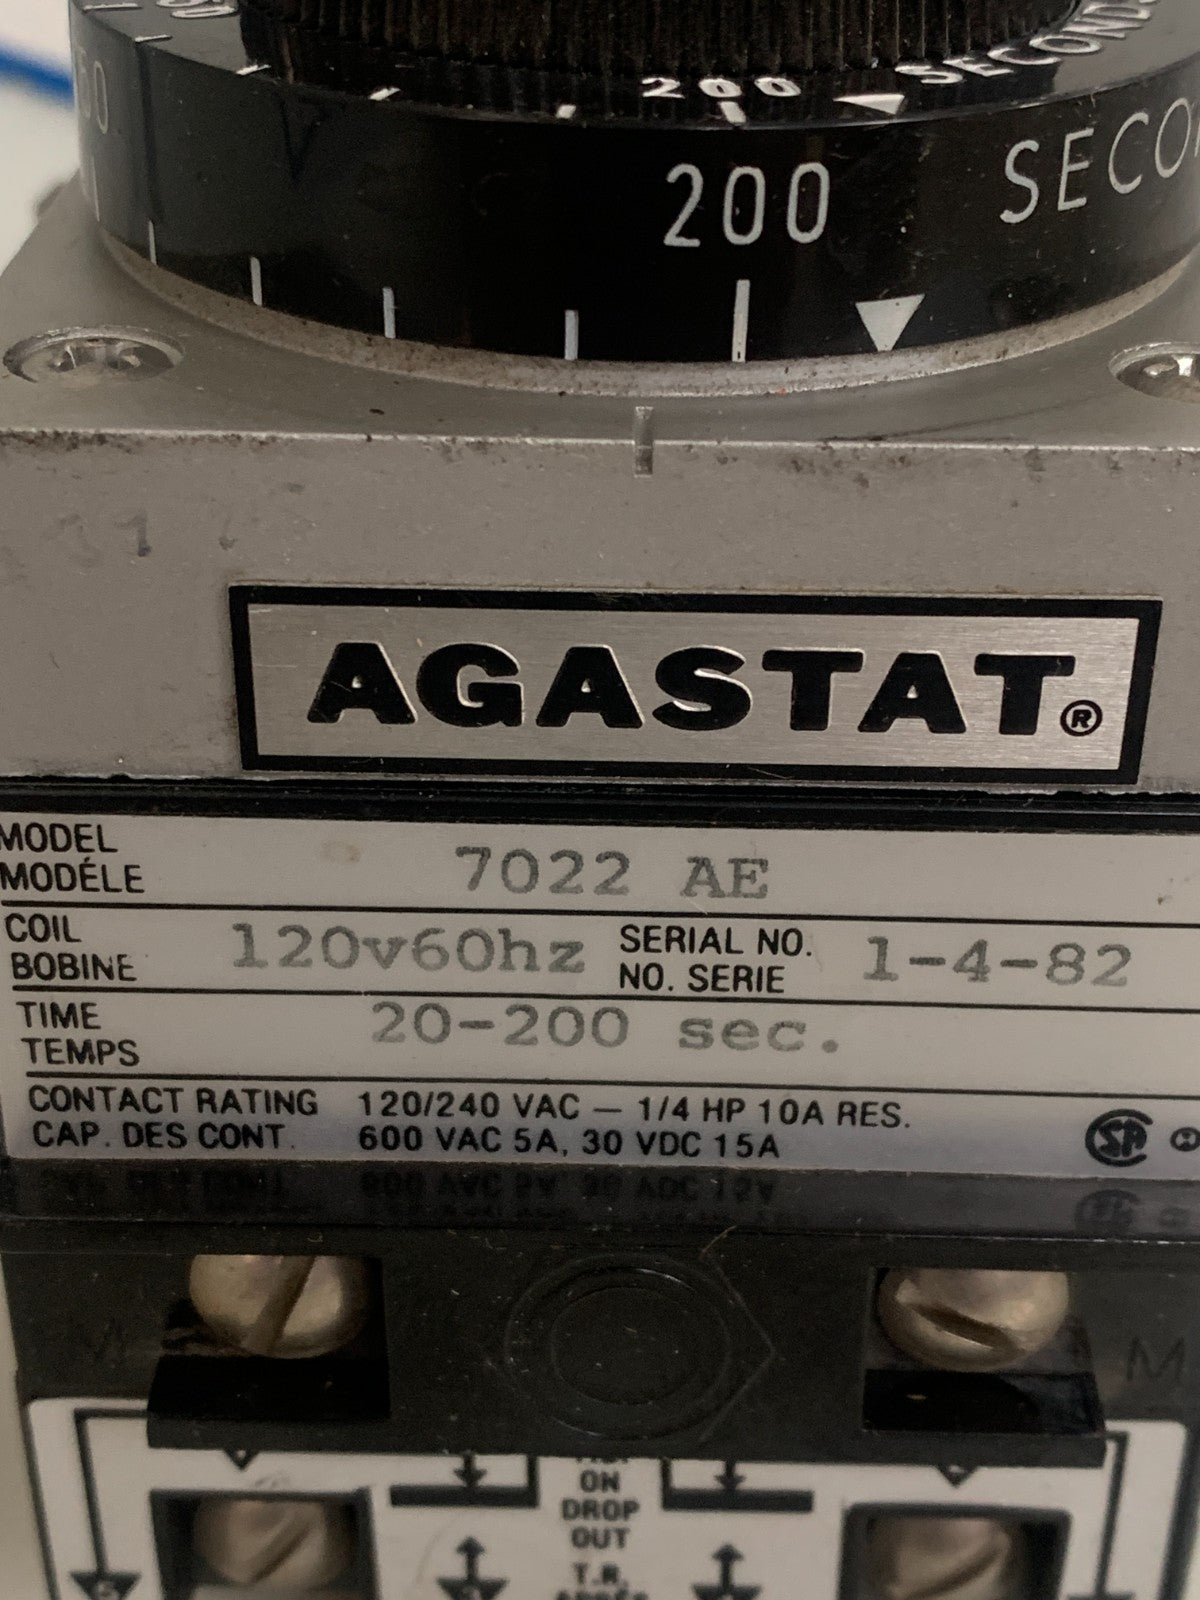 200 SECONDS
50
200 SECO
AGASTAT®
MODEL
MODÉLE 7022 AE
COIL
BOBINE 120v60hz SERIAL NO.
NO. SERIE 1-4-82
TIME
TEMPS 20-200 sec.
CONTACT RATING 120/240 VAC — 1/4 HP 10A RES.
CAP. DES CONT. 600 VAC 5A, 30 VDC 15A
M
ON
DROP
OUT
T.R.